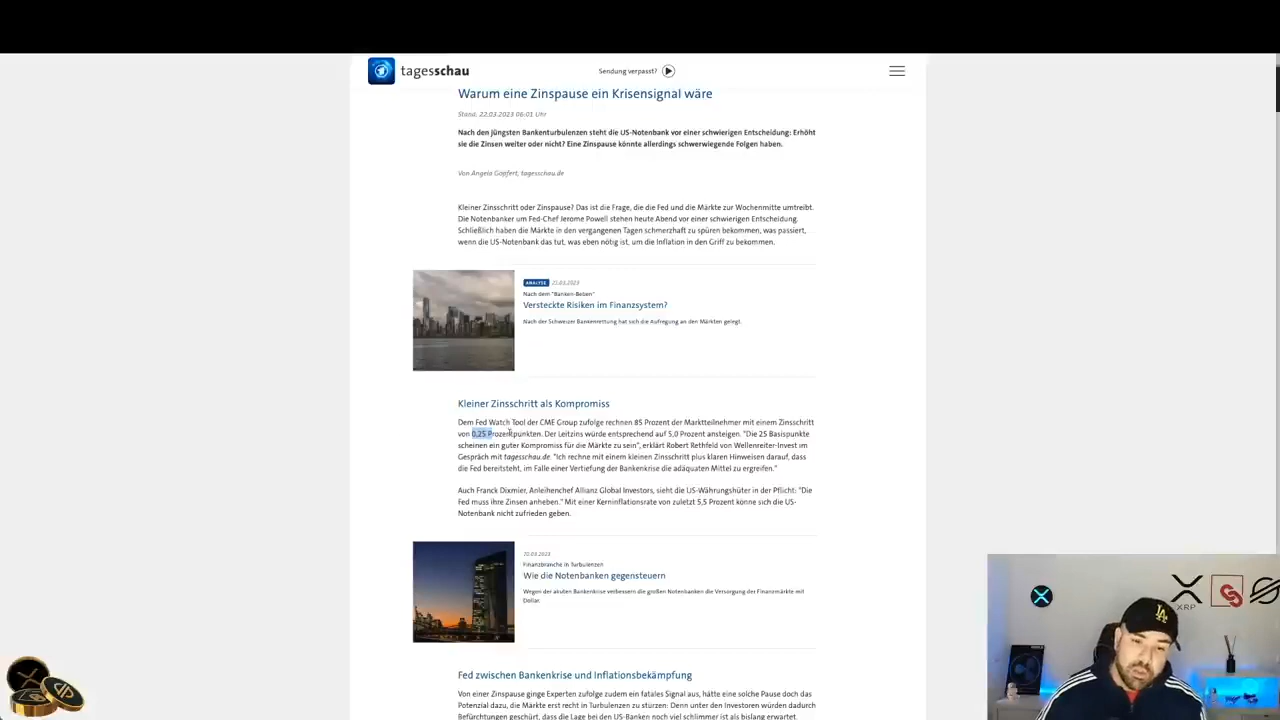 tagesschau
Sendung verpasst?
Warum eine Zinspause ein Krisensignal wäre
Stand: 22.03.2023 06:01 Uhr
Nach den jüngsten Bankenturbulenzen steht die US-Notenbank vor einer schwierigen Entscheidung: Erhöht
sie die Zinsen weiter oder nicht? Eine Zinspause könnte allerdings schwerwiegende Folgen haben.
Von Angela Göpfert, tagesschau.de
Kleiner Zinsschritt oder Zinspause? Das ist die Frage, die die Fed und die Märkte zur Wochenmitte umtreibt.
Die Notenbanker um Fed-Chef Jerome Powell stehen heute Abend vor einer schwierigen Entscheidung.
Schließlich haben die Märkte in den vergangenen Tagen schmerzhaft zu spüren bekommen, was passiert,
wenn die US-Notenbank das tut, was eben nötig ist, um die Inflation in den Griff zu bekommen.
ANALYSE 21.03.2023
Nach dem "Banken-Beben"
Versteckte Risiken im Finanzsystem?
Nach der Schweizer Bankenrettung hat sich die Aufregung an den Märkten gelegt.
Kleiner Zinsschritt als Kompromiss
Dem Fed Watch Tool der CME Group zufolge rechnen 85 Prozent der Marktteilnehmer mit einem Zinsschritt
von 0,25 Prozentpunkten. Der Leitzins würde entsprechend auf 5,0 Prozent ansteigen. "Die 25 Basispunkte
scheinen ein guter Kompromiss für die Märkte zu sein", erklärt Robert Rethfeld von Wellenreiter-Invest im
Gespräch mit tagesschau.de. "Ich rechne mit einem kleinen Zinsschritt plus klaren Hinweisen darauf, dass
die Fed bereitsteht, im Falle einer Vertiefung der Bankenkrise die adäquaten Mittel zu ergreifen."
Auch Franck Dixmier, Anleihenchef Allianz Global Investors, sieht die US-Währungshüter in der Pflicht: "Die
Fed muss ihre Zinsen anheben." Mit einer Kerninflationsrate von zuletzt 5,5 Prozent könne sich die US-
Notenbank nicht zufrieden geben.
20.03.2023
Finanzbranche in Turbulenzen
Wie die Notenbanken gegensteuern
Wegen der akuten Bankenkrise verbessern die großen Notenbanken die Versorgung der Finanzmärkte mit
Dollar.
Fed zwischen Bankenkrise und Inflationsbekämpfung
Von einer Zinspause ginge Experten zufolge zudem ein fatales Signal aus, hätte eine solche Pause doch das
Potenzial dazu, die Märkte erst recht in Turbulenzen zu stürzen: Denn unter den Investoren würden dadurch
Befürchtungen geschürt, dass die Lage bei den US-Banken noch viel schlimmer ist als bislang erwartet.
XRP
LA